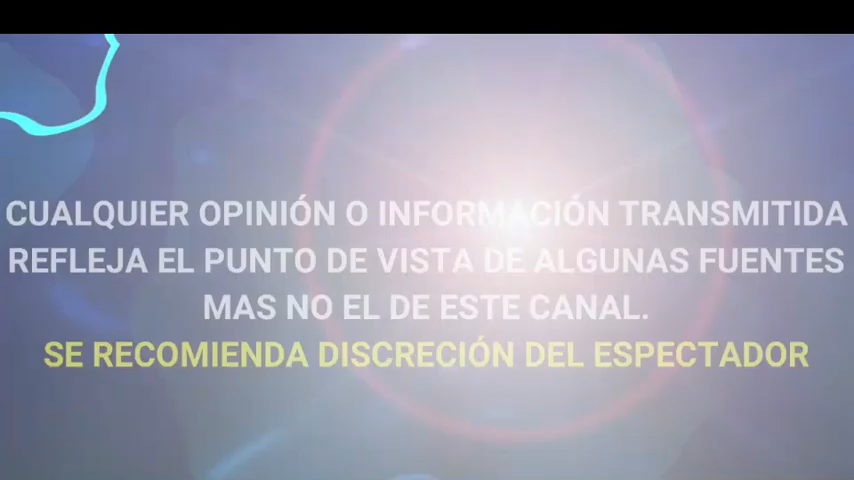 CUALQUIER OPINIÓN O INFORMACIÓN TRANSMITIDA
REFLEJA EL PUNTO DE VISTA DE ALGUNAS FUENTES
MAS NO EL DE ESTE CANAL.
SE RECOMIENDA DISCRECIÓN DEL ESPECTADOR